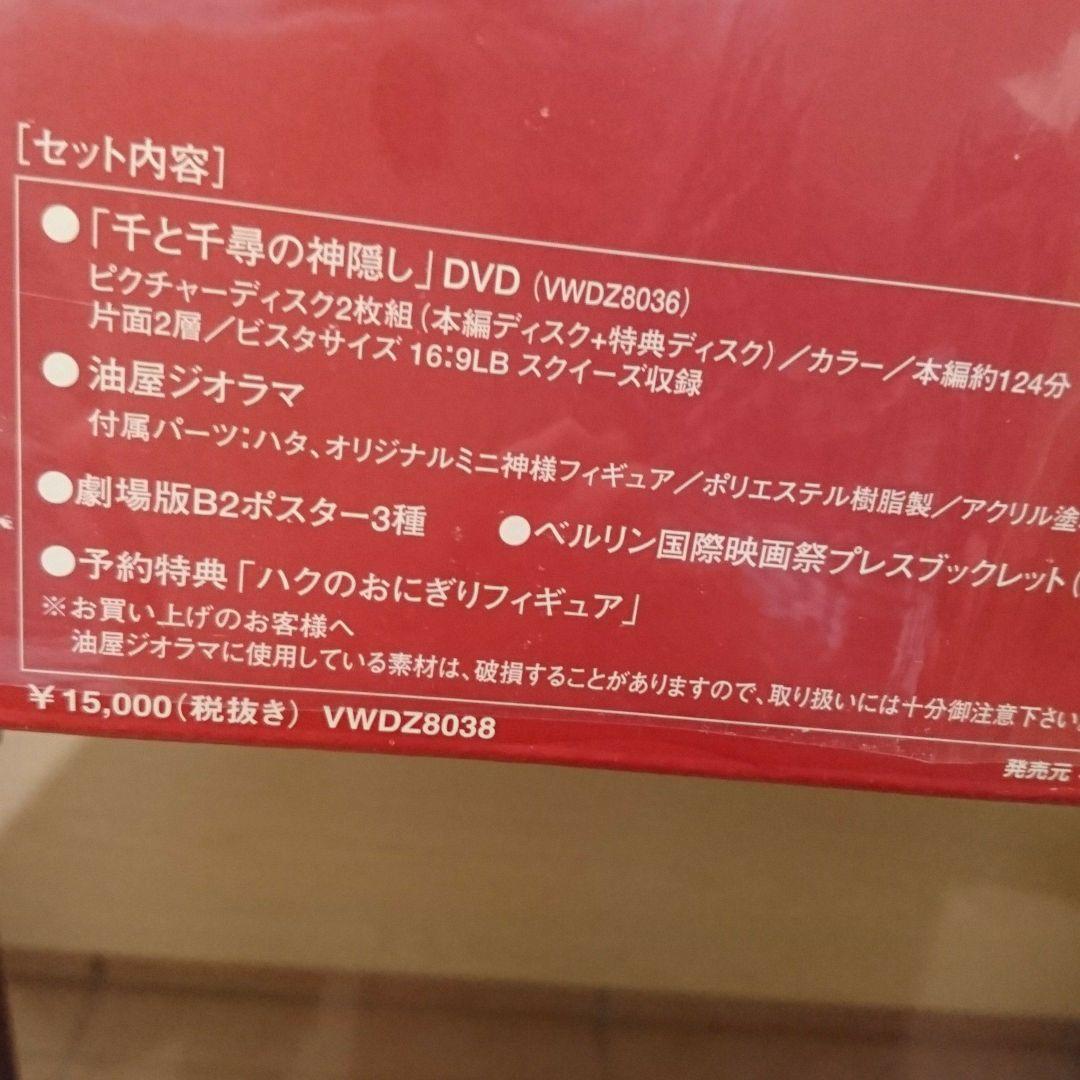 [セット内容]
●「千と千尋の神隠し」DVD (VWDZ8036)
ピクチャーディスク2枚組(本編ディスク+特典ディスク)/カラー/本編約124分
片面2層/ビスタサイズ 16:9LB スクイーズ収録
●油屋ジオラマ
付属パーツ:ハタ、オリジナルミニ神様フィギュア/ポリエステル樹脂製/アクリル塗
●劇場版B2ポスター3種 ●ベルリン国際映画祭プレスブックレット(
●予約特典「ハクのおにぎりフィギュア」
※お買い上げのお客様へ
油屋ジオラマに使用している素材は、破損することがありますので、取り扱いには十分御注意下さい。
¥15,000(税抜き) VWDZ8038
発売元